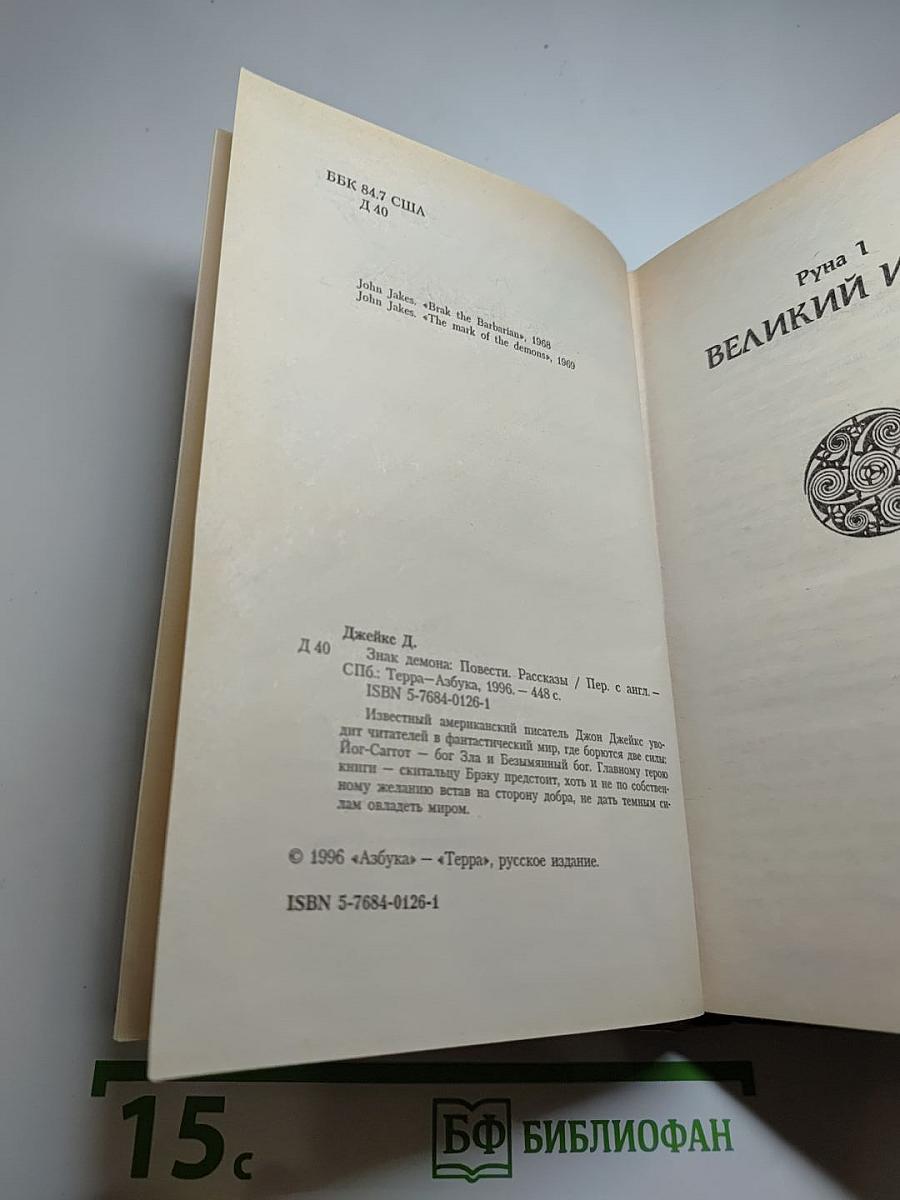 ББК 84.7 США
Д 40
John Jakes. «Brak the Barbarian», 1968
John Jakes. «The mark of the demons», 1969
Джейкс Д.
Д 40
Знак демона: Повести. Рассказы / Пер. с англ. –
СПб.: Терра–Азбука, 1996. – 448 с.
ISBN 5-7684-0126-1
Известный американский писатель Джон Джейкс уво-
дит читателей в фантастический мир, где борются две силы:
Йог-Саггот – бог Зла и Безымянный бог. Главному герою
книги – скитальцу Брэку предстоит, хоть и не по собствен-
ному желанию встав на сторону добра, не дать темным си-
лам овладеть миром.
© 1996 «Азбука» – «Терра», русское издание.
ISBN 5-7684-0126-1
Руна 1
ВЕЛИКИЙ И
15 с
БФ БИБЛИОФАН